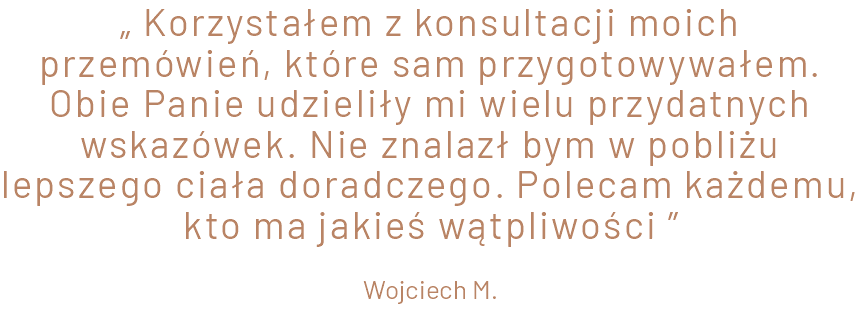 „ Korzystałem z konsultacji moich
przemówień, które sam przygotowywałem.
Obie Panie udzieliły mi wielu przydatnych
wskazówek. Nie znalazł bym w pobliżu
lepszego ciała doradczego. Polecam każdemu,
kto ma jakieś wątpliwości ”
Wojciech M.